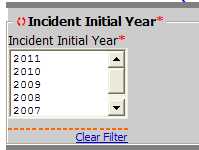 Incident Initial Year*
Incident Initial Year*
2011
2010
2009
2008
2007
Clear Filter